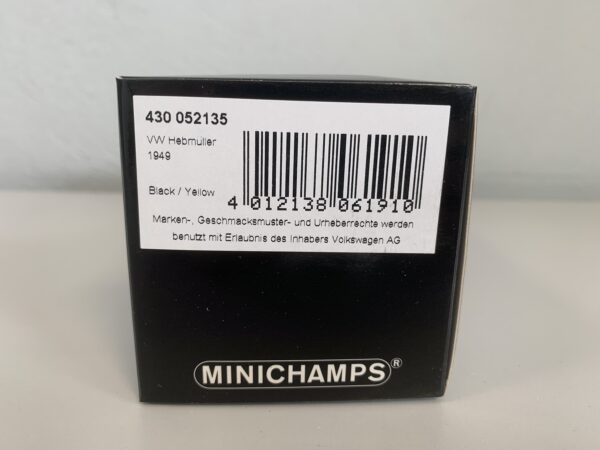 430 052135
VW Hebmüller
1949
Black / Yellow
4 012138 061910
Marken-, Geschmacksmuster- und Urheberrechte werden
benutzt mit Erlaubnis des Inhabers Volkswagen AG
MINICHAMPS®